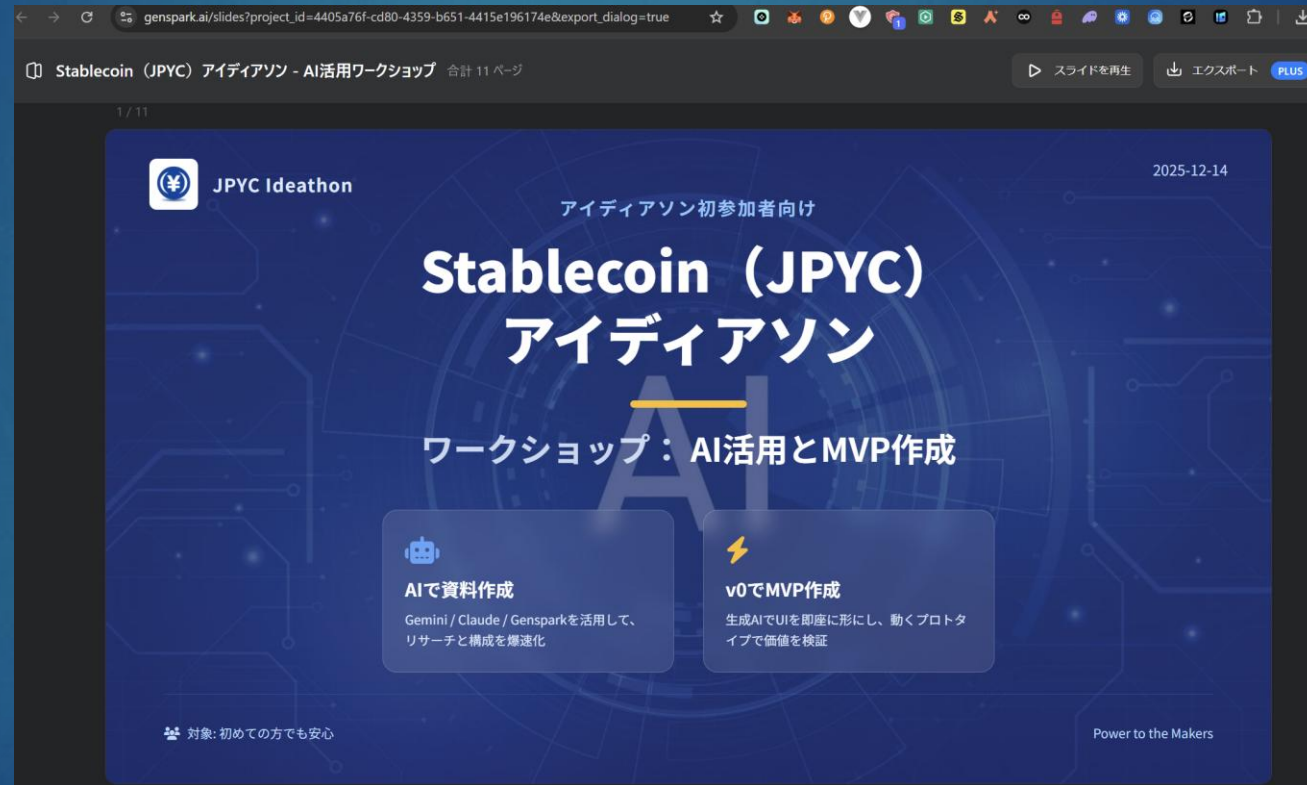 genspark.ai/slides?project_id=4405a76f-cd80-4359-b651-4415e196174e&export_dialog=true
1
Stablecoin（JPYC）アイディアソン - AI活用ワークショップ 合計 11 ページ
スライドを再生
エクスポート PLUS
1 / 11
JPYC Ideathon
2025-12-14
アイディアソン初参加者向け
Stablecoin（JPYC）
アイディアソン
AI
ワークショップ： AI活用とMVP作成
AIで資料作成
Gemini / Claude / Gensparkを活用して、
リサーチと構成を爆速化
v0でMVP作成
生成AIでUIを即座に形にし、動くプロトタ
イプで価値を検証
対象: 初めての方でも安心
Power to the Makers